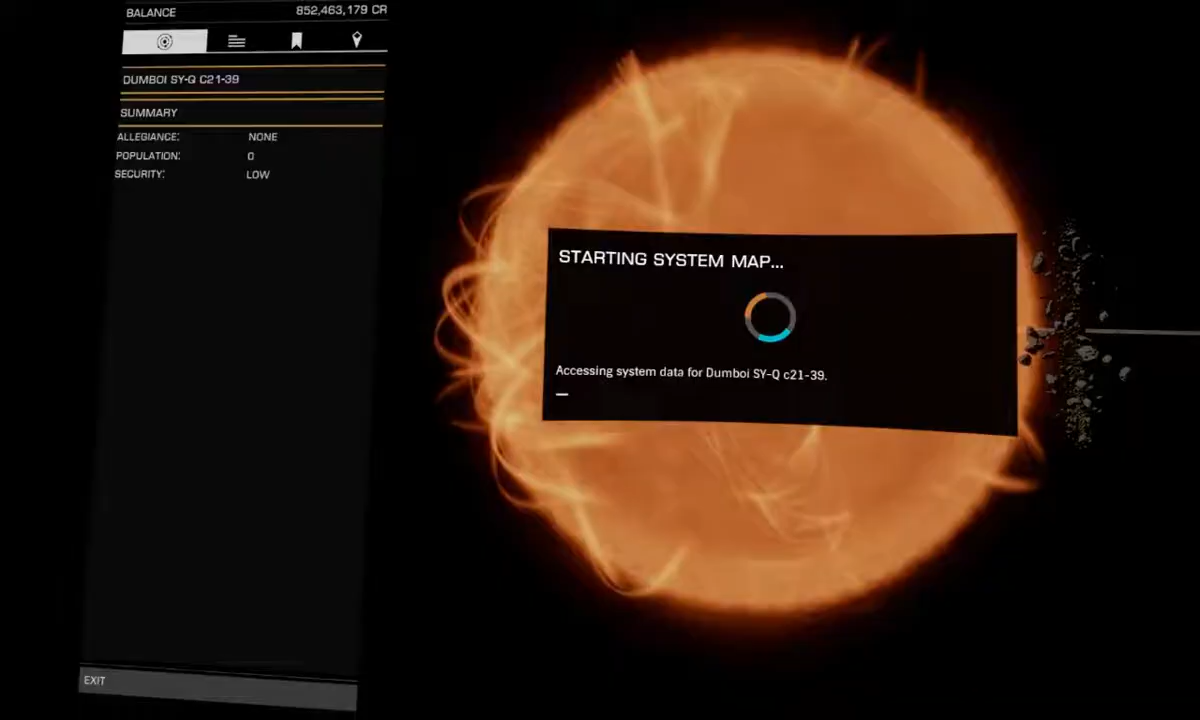 BALANCE 852,463,179 CR
DUMBOI SY-Q C21-39
SUMMARY
ALLEGIANCE: NONE
POPULATION: 0
SECURITY: LOW
STARTING SYSTEM MAP...
Accessing system data for Dumboi SY-Q c21-39.
EXIT